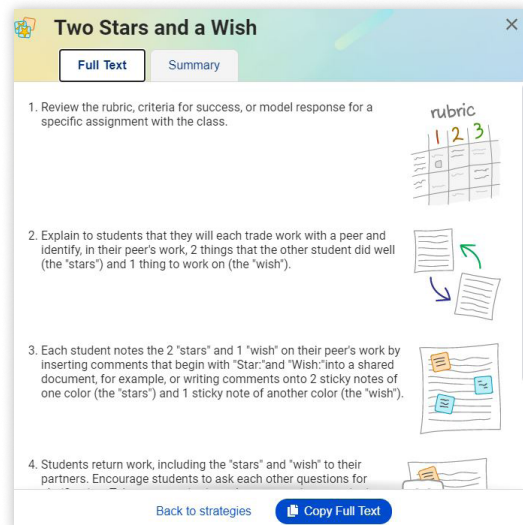 Two Stars and a Wish
Full Text
Summary
1. Review the rubric, criteria for success, or model response for a
specific assignment with the class.
rubric
1 2 3
2. Explain to students that they will each trade work with a peer and
identify, in their peer's work, 2 things that the other student did well
(the "stars") and 1 thing to work on (the "wish").
3. Each student notes the 2 "stars" and 1 "wish" on their peer's work by
inserting comments that begin with "Star:"and "Wish:"into a shared
document, for example, or writing comments onto 2 sticky notes of
one color (the "stars") and 1 sticky note of another color (the "wish").
4. Students return work, including the "stars" and "wish" to their
partners. Encourage students to ask each other questions for
Back to strategies
Copy Full Text